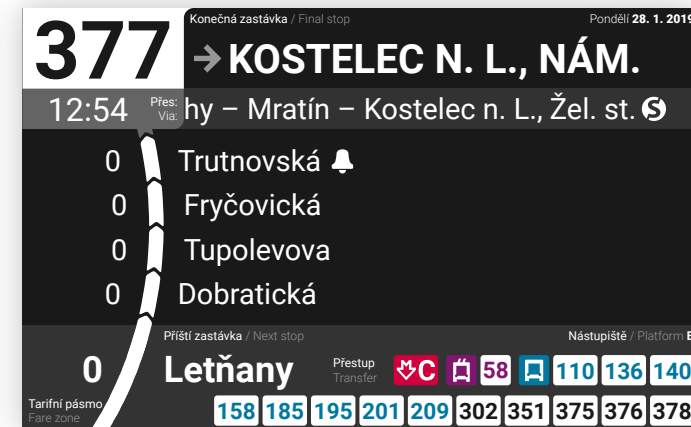 377
Konečná zastávka / Final stop
Pondělí 28. 1. 2019
KOSTELEC N. L., NÁM.
12:54
Přes:
Via:
hy – Mratín – Kostelec n. L., Žel. st. S
0 Trutnovská
0 Fryčovická
0 Tupolevova
0 Dobratická
Příští zastávka / Next stop
Nástupiště / Platform
0 Letňany
Přestup
Transfer
C 58 110 136 140
Tarifní pásmo
Fare zone
158 185 195 201 209 302 351 375 376 378